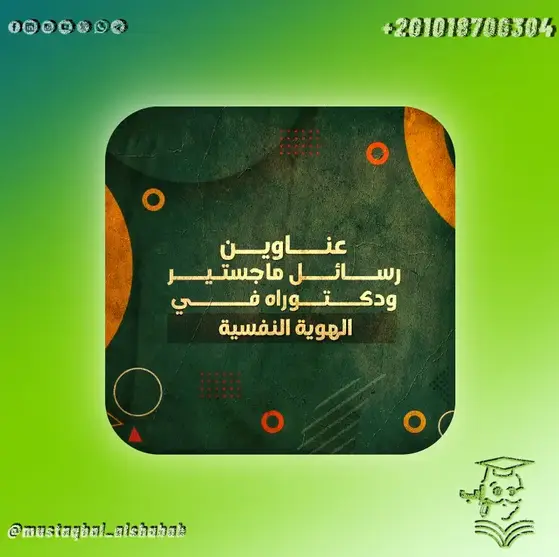 +201018706304
عناوين
رسائل ماجستير
ودكتوراه في
الهوية النفسية
@mustaqbal_alshabab